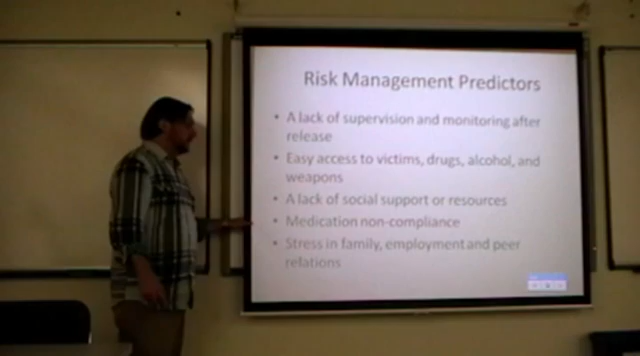 Risk Management Predictors
• A lack of supervision and monitoring after
release
• Easy access to victims, drugs, alcohol, and
weapons
• A lack of social support or resources
• Medication non-compliance
• Stress in family, employment and peer
relations